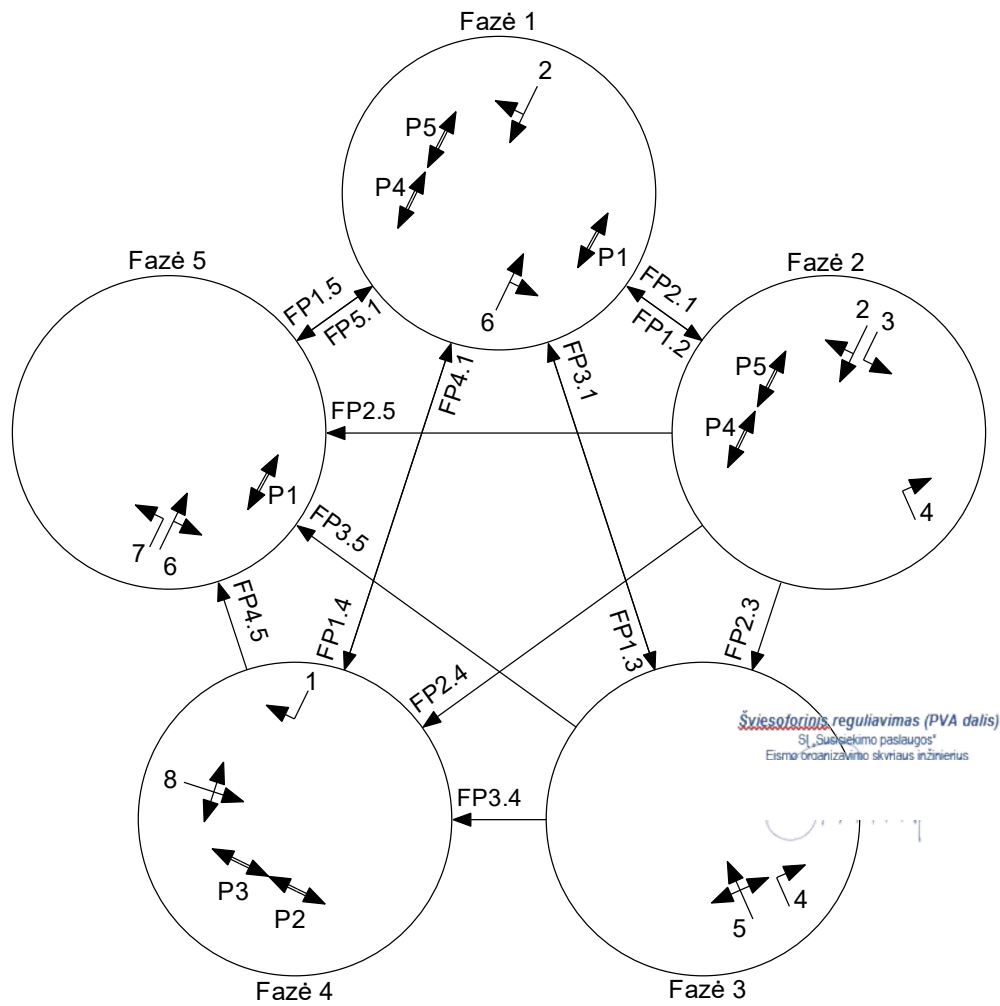 Fazė 1
2
P5
P4
P1
6
Fazė 5
FP1.5
FP5.1
FP2.1
FP1.2
Fazė 2
2
3
P5
P4
4
FP4.1
FP3.1
FP2.5
P1
7
6
FP3.5
FP4.5
FP1.4
FP2.4
FP1.3
FP2.3
1
8
P3
P2
Fazė 4
FP3.4
Šviesoforinis reguliavimas (PVA dalis)
SĮ „Susisiekimo paslaugos“
Eismo organizavimo skyriaus inžinierius
5
4
Fazė 3